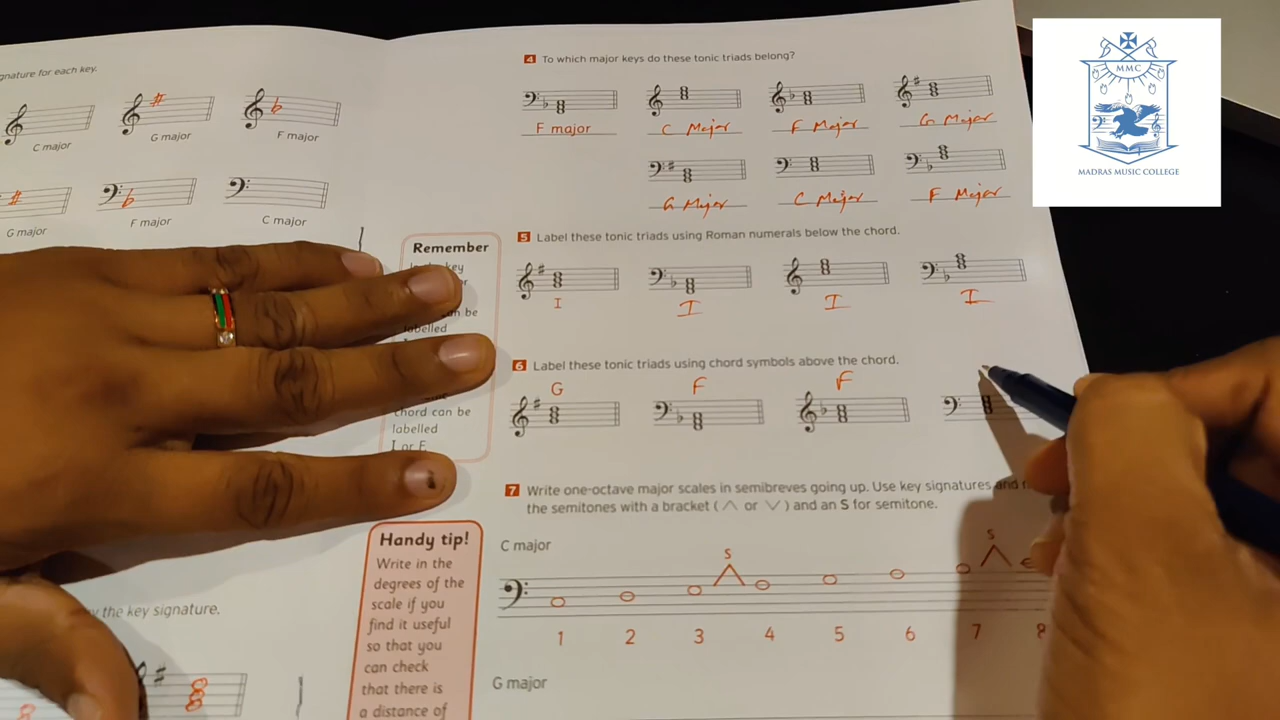 gnature for each key.
C major
G major
F major
G major
F major
C major
4 To which major keys do these tonic triads belong?
F major
C Major
F Major
G Major
G Major
C Major
F Major
Remember
key
can be
labelled
chord can be
labelled
I or F.
5 Label these tonic triads using Roman numerals below the chord.
I
I
I
I
6 Label these tonic triads using chord symbols above the chord.
G
F
F
7 Write one-octave major scales in semibreves going up. Use key signatures and
the semitones with a bracket ( ∧ or ∨ ) and an S for semitone.
C major
S
S
1 2 3 4 5 6 7 8
G major
Handy tip!
Write in the
degrees of the
scale if you
find it useful
so that you
can check
that there is
a distance of
the key signature.
MMC
MADRAS MUSIC COLLEGE